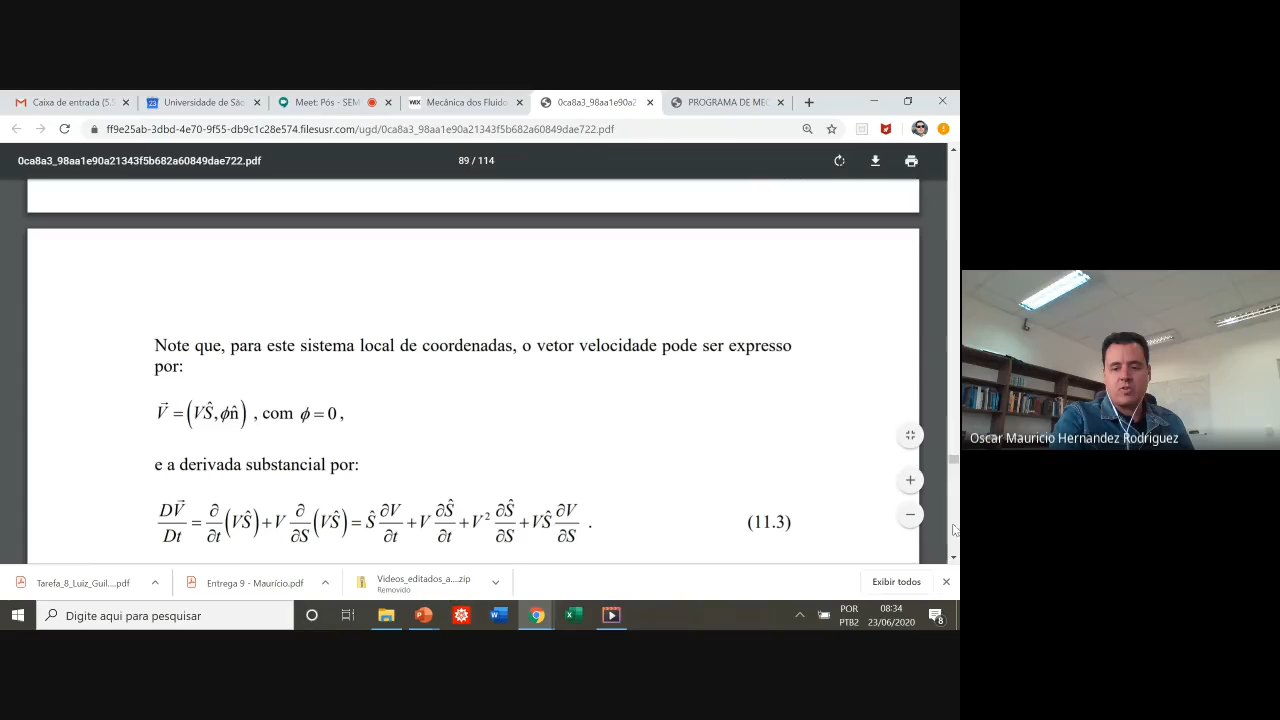 Caixa de entrada (5.5
Universidade de São
Meet: Pós - SEM
Mecânica dos Fluido
0ca8a3_98aa1e90a2
PROGRAMA DE MEC
ff9e25ab-3dbd-4e70-9f55-db9c1c28e574.filesusr.com/ugd/0ca8a3_98aa1e90a21343f5b682a60849dae722.pdf
0ca8a3_98aa1e90a21343f5b682a60849dae722.pdf
89 / 114
Note que, para este sistema local de coordenadas, o vetor velocidade pode ser expresso
por:
V⃗ = (VŜ, ϕn̂) , com ϕ = 0 ,
e a derivada substancial por:
DV⃗/Dt = ∂/∂t (VŜ) + V ∂/∂S (VŜ) = Ŝ ∂V/∂t + V ∂Ŝ/∂t + V² ∂Ŝ/∂S + VŜ ∂V/∂S . (11.3)
Oscar Mauricio Hernandez Rodriguez
Tarefa_8_Luiz_Guil....pdf
Entrega 9 - Maurício.pdf
Videos_editados_a....zip
Removido
Exibir todos
Digite aqui para pesquisar
POR
PTB2
08:34
23/06/2020
8